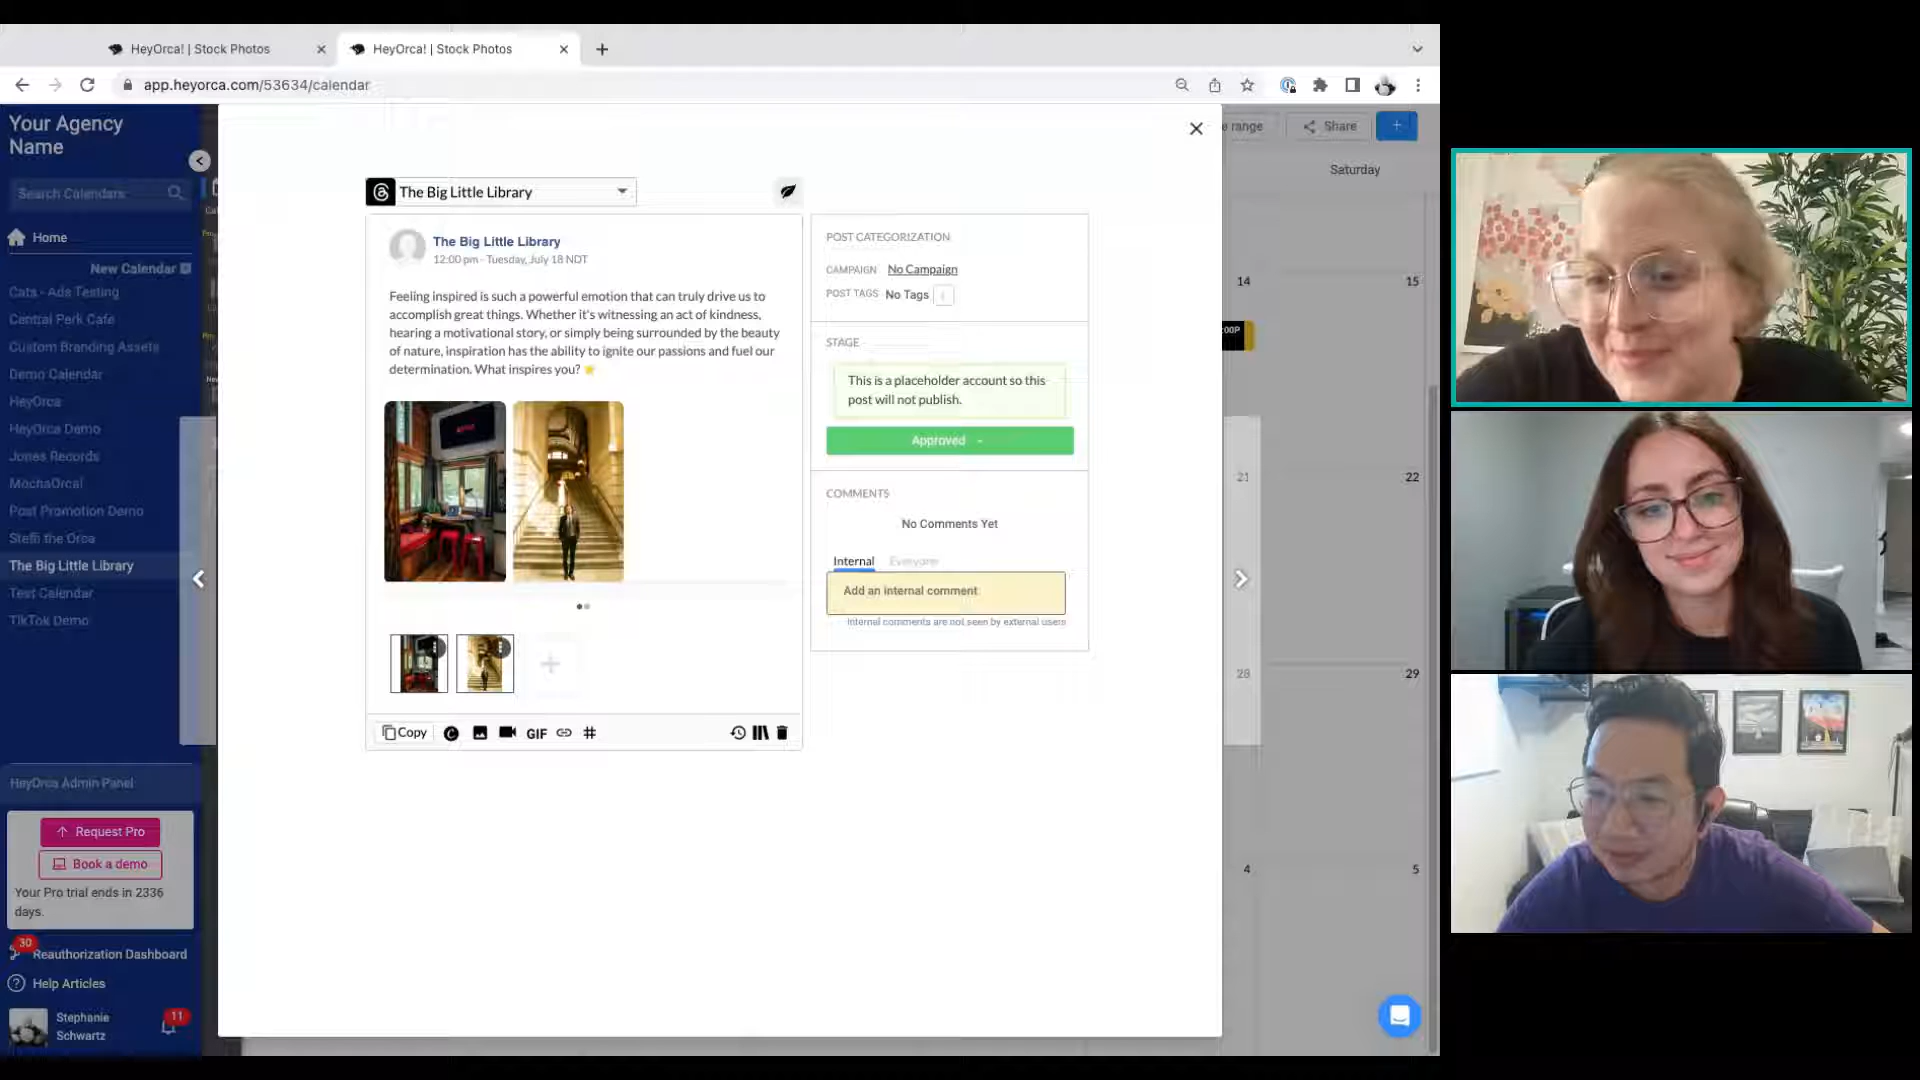 HeyOrca! | Stock Photos
HeyOrca! | Stock Photos
app.heyorca.com/53634/calendar
Your Agency
Name
Search Calendars
Home
New Calendar
Cats - Ads Testing
Central Perk Cafe
Custom Branding Assets
Demo Calendar
HeyOrca
HeyOrca Demo
Jones Records
MochaOrca!
Post Promotion Demo
Steffi the Orca
The Big Little Library
Test Calendar
TikTok Demo
HeyOrca Admin Panel
Request Pro
Book a demo
Your Pro trial ends in 2336
days.
30
Reauthorization Dashboard
Help Articles
Stephanie
Schwartz
11
The Big Little Library
The Big Little Library
12:00 pm - Tuesday, July 18 NDT
Feeling inspired is such a powerful emotion that can truly drive us to
accomplish great things. Whether it's witnessing an act of kindness,
hearing a motivational story, or simply being surrounded by the beauty
of nature, inspiration has the ability to ignite our passions and fuel our
determination. What inspires you?
Copy
GIF
#
POST CATEGORIZATION
CAMPAIGN No Campaign
POST TAGS No Tags
STAGE
This is a placeholder account so this
post will not publish.
Approved
COMMENTS
No Comments Yet
Internal Everyone
Add an internal comment
Internal comments are not seen by external users
range
Share
+
Saturday
14
15
:00P
21
22
28
29
4
5